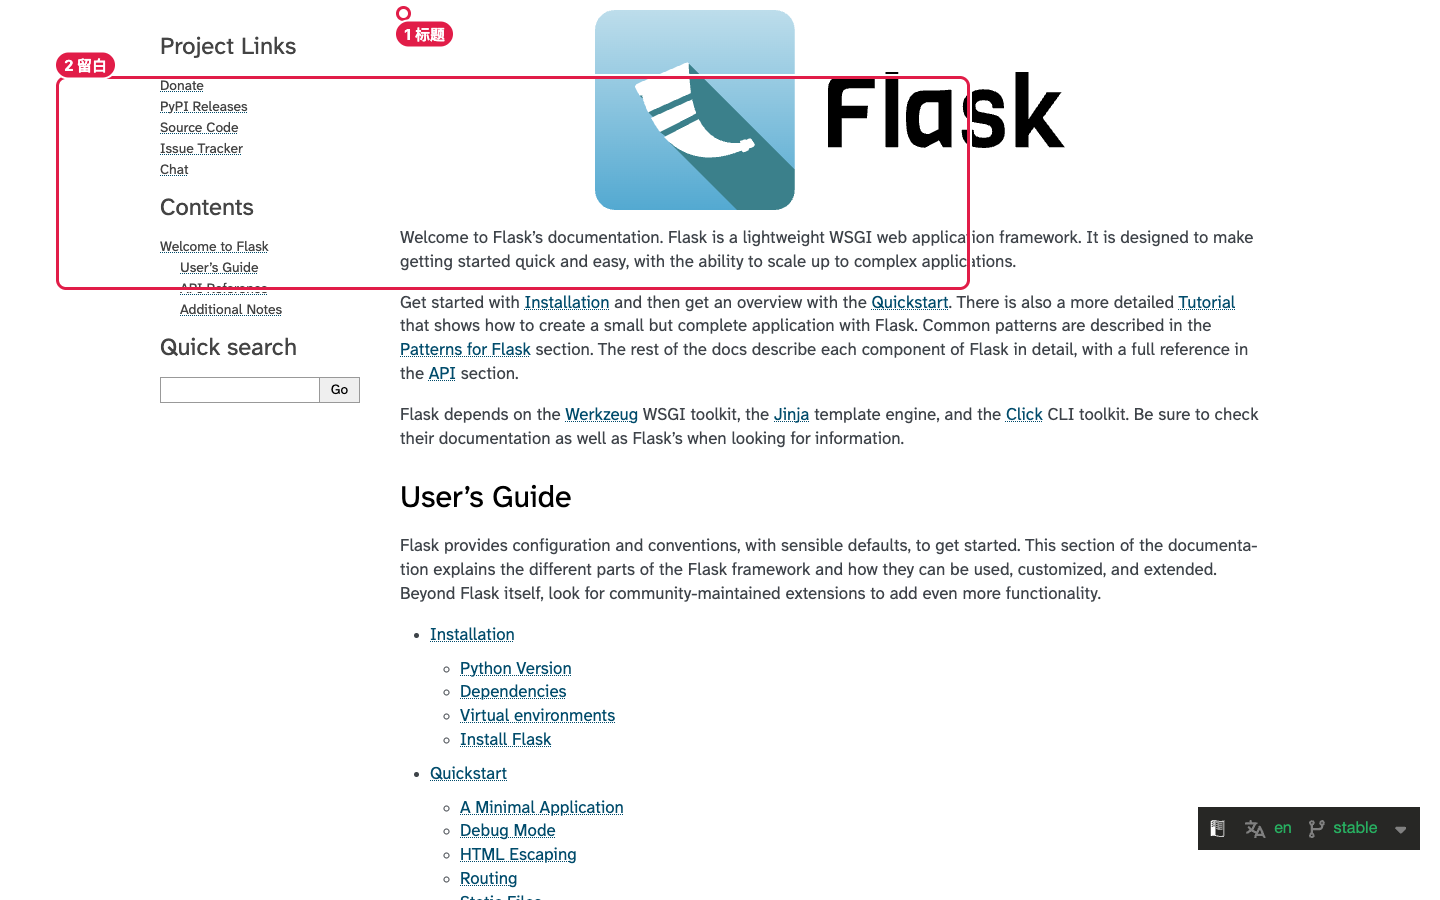 Project Links
Donate
PyPI Releases
Source Code
Issue Tracker
Chat
Contents
Welcome to Flask
User’s Guide
API Reference
Additional Notes
Quick search
Go
1 标题
2 留白
Flask
Welcome to Flask’s documentation. Flask is a lightweight WSGI web application framework. It is designed to make
getting started quick and easy, with the ability to scale up to complex applications.
Get started with Installation and then get an overview with the Quickstart. There is also a more detailed Tutorial
that shows how to create a small but complete application with Flask. Common patterns are described in the
Patterns for Flask section. The rest of the docs describe each component of Flask in detail, with a full reference in
the API section.
Flask depends on the Werkzeug WSGI toolkit, the Jinja template engine, and the Click CLI toolkit. Be sure to check
their documentation as well as Flask’s when looking for information.
User’s Guide
Flask provides configuration and conventions, with sensible defaults, to get started. This section of the documenta-
tion explains the different parts of the Flask framework and how they can be used, customized, and extended.
Beyond Flask itself, look for community-maintained extensions to add even more functionality.
Installation
Python Version
Dependencies
Virtual environments
Install Flask
Quickstart
A Minimal Application
Debug Mode
HTML Escaping
Routing
Static Files
en stable